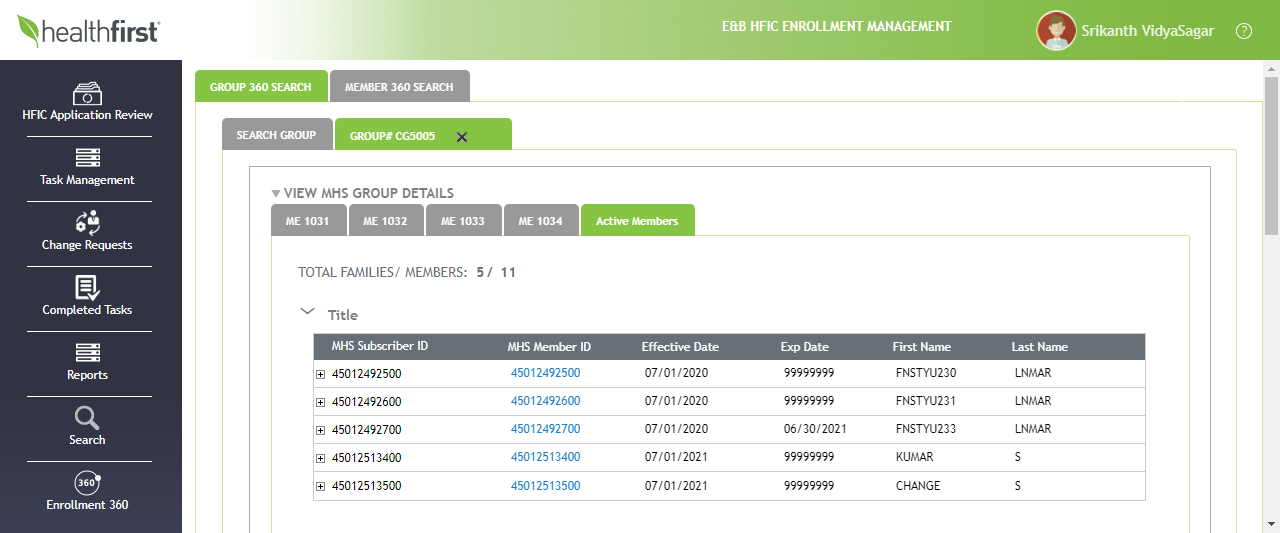 healthfirst
E&B HFIC ENROLLMENT MANAGEMENT
Srikanth VidyaSagar
?
HFIC Application Review
Task Management
Change Requests
Completed Tasks
Reports
Search
360
Enrollment 360
GROUP 360 SEARCH MEMBER 360 SEARCH
SEARCH GROUP GROUP# CG5005
VIEW MHS GROUP DETAILS
ME 1031 ME 1032 ME 1033 ME 1034 Active Members
TOTAL FAMILIES/ MEMBERS: 5 / 11
Title
MHS Subscriber ID MHS Member ID Effective Date Exp Date First Name Last Name
45012492500 45012492500 07/01/2020 99999999 FNSTYU230 LNMAR
45012492600 45012492600 07/01/2020 99999999 FNSTYU231 LNMAR
45012492700 45012492700 07/01/2020 06/30/2021 FNSTYU233 LNMAR
45012513400 45012513400 07/01/2021 99999999 KUMAR S
45012513500 45012513500 07/01/2021 99999999 CHANGE S